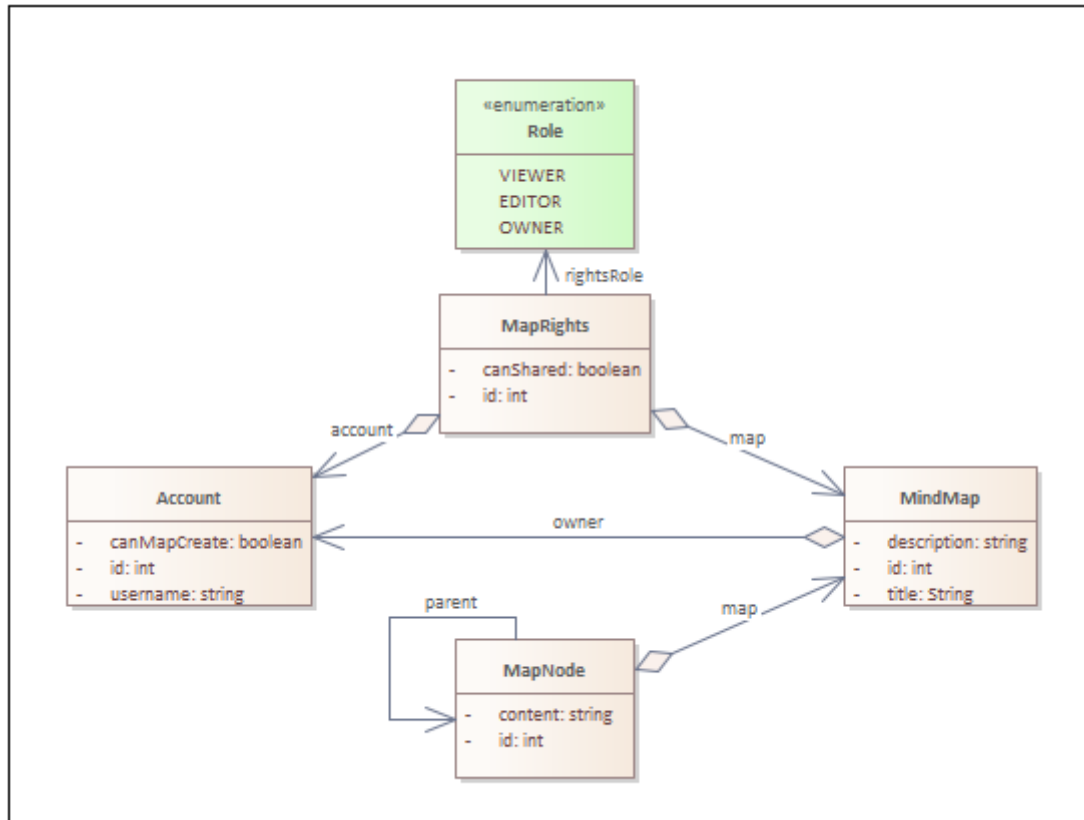 «enumeration»
Role
VIEWER
EDITOR
OWNER
rightsRole
MapRights
- canShared: boolean
- id: int
account
map
Account
- canMapCreate: boolean
- id: int
- username: string
owner
MindMap
- description: string
- id: int
- title: String
parent
map
MapNode
- content: string
- id: int